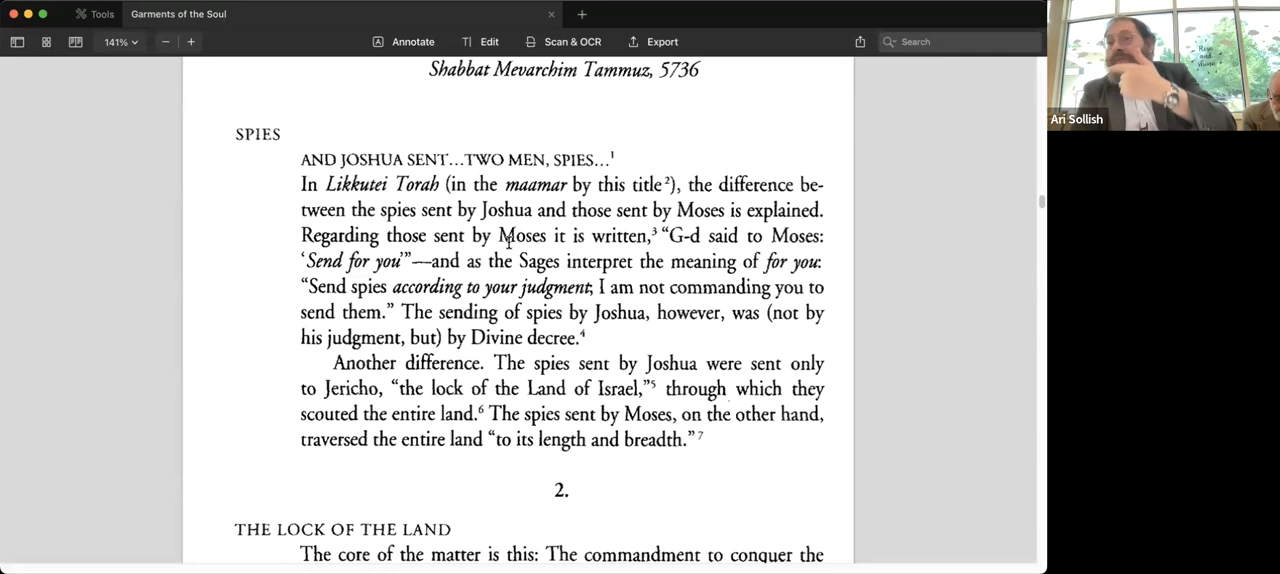 Tools
Garments of the Soul
141%
Annotate
Edit
Scan & OCR
Export
Search
Shabbat Mevarchim Tammuz, 5736
SPIES
AND JOSHUA SENT…TWO MEN, SPIES…¹
In Likkutei Torah (in the maamar by this title²), the difference be-
tween the spies sent by Joshua and those sent by Moses is explained.
Regarding those sent by Moses it is written,³ “G-d said to Moses:
‘Send for you’”—and as the Sages interpret the meaning of for you:
“Send spies according to your judgment; I am not commanding you to
send them.” The sending of spies by Joshua, however, was (not by
his judgment, but) by Divine decree.⁴
Another difference. The spies sent by Joshua were sent only
to Jericho, “the lock of the Land of Israel,”⁵ through which they
scouted the entire land.⁶ The spies sent by Moses, on the other hand,
traversed the entire land “to its length and breadth.”⁷
2.
THE LOCK OF THE LAND
The core of the matter is this: The commandment to conquer the
Rise
and
shine
Ari Sollish